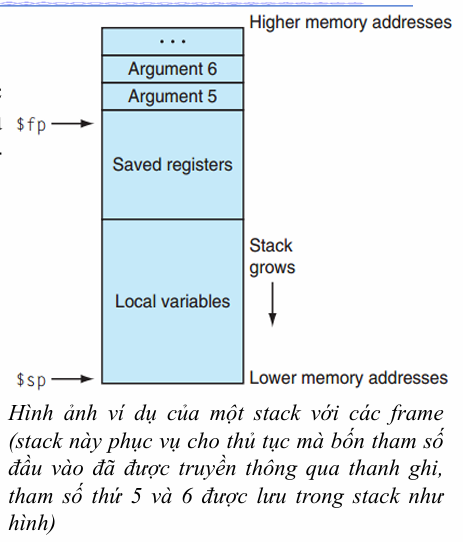 Higher memory addresses
. . .
Argument 6
Argument 5
$fp
Saved registers
Stack
grows
Local variables
$sp
Lower memory addresses
Hình ảnh ví dụ của một stack với các frame
(stack này phục vụ cho thủ tục mà bốn tham số
đầu vào đã được truyền thông qua thanh ghi,
tham số thứ 5 và 6 được lưu trong stack như
hình)